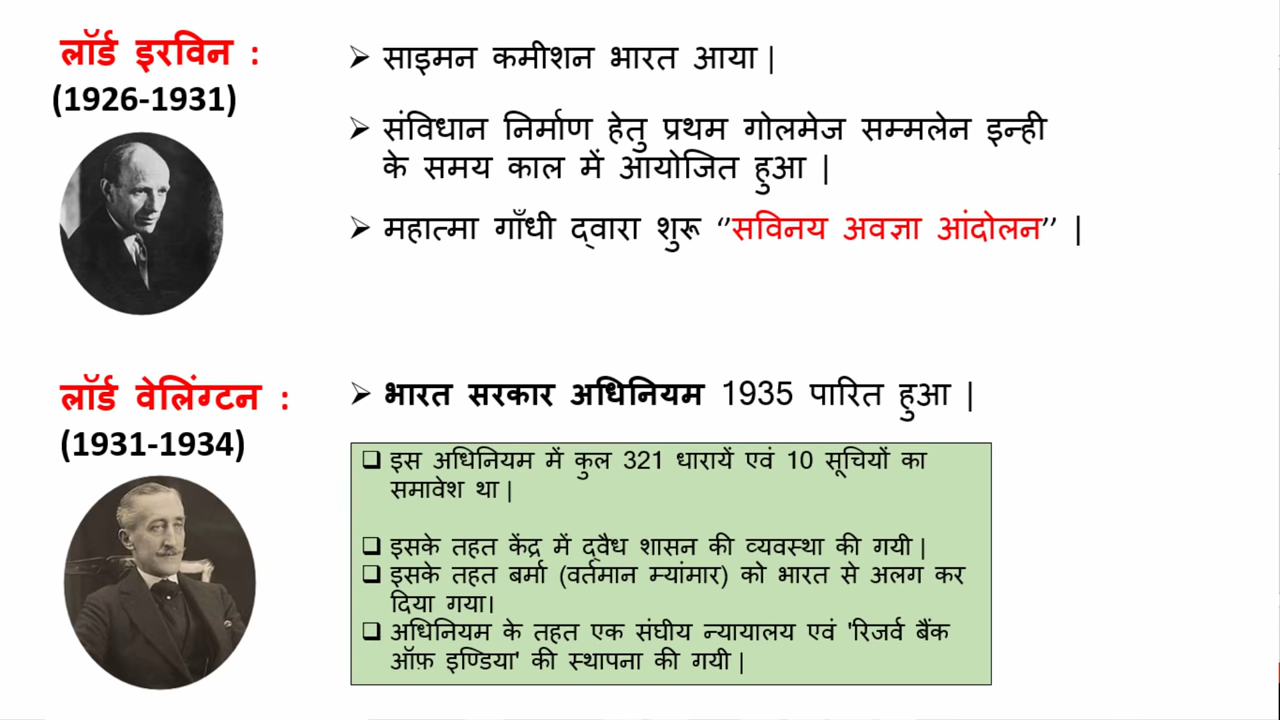 लॉर्ड इरविन :
(1926-1931)
➢ साइमन कमीशन भारत आया |
➢ संविधान निर्माण हेतु प्रथम गोलमेज सम्मलेन इन्ही
के समय काल में आयोजित हुआ |
➢ महात्मा गाँधी द्वारा शुरू “सविनय अवज्ञा आंदोलन” |
लॉर्ड वेलिंग्टन :
(1931-1934)
➢ भारत सरकार अधिनियम 1935 पारित हुआ |
❑ इस अधिनियम में कुल 321 धारायें एवं 10 सूचियों का
समावेश था |
❑ इसके तहत केंद्र में द्वैध शासन की व्यवस्था की गयी |
❑ इसके तहत बर्मा (वर्तमान म्यांमार) को भारत से अलग कर
दिया गया।
❑ अधिनियम के तहत एक संघीय न्यायालय एवं 'रिजर्व बैंक
ऑफ़ इण्डिया' की स्थापना की गयी |